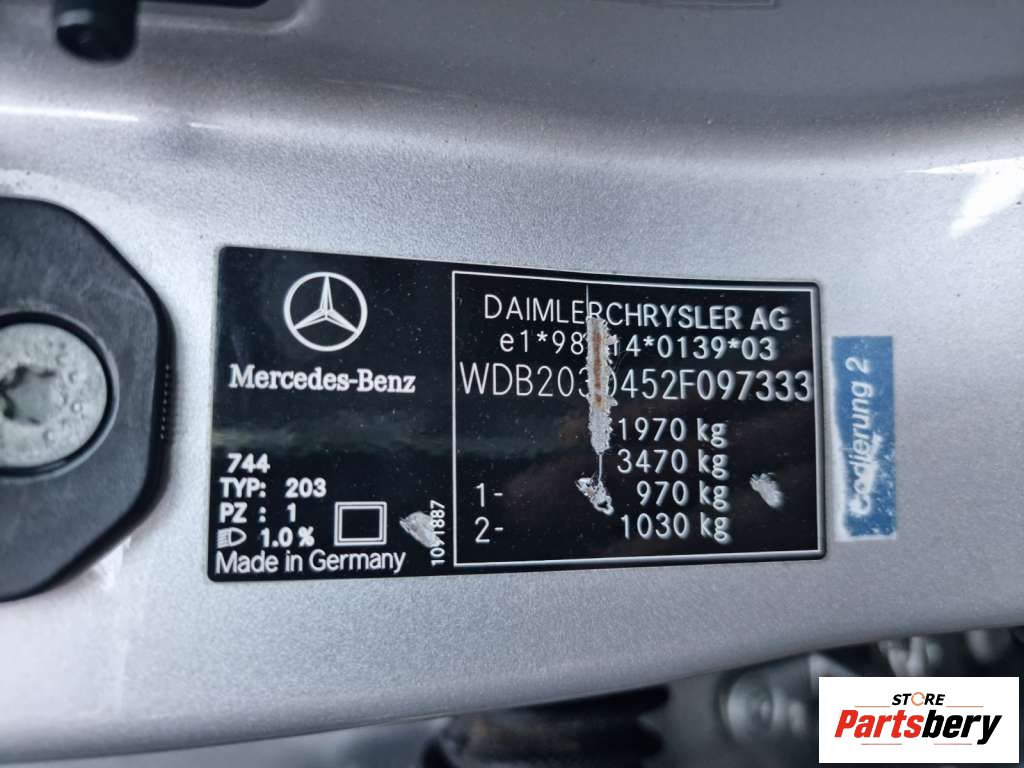 Mercedes-Benz
744
TYP: 203
PZ : 1
1.0 %
Made in Germany
DAIMLERCHRYSLER AG
WDB2030452F097333
1970 kg
3470 kg
1- 970 kg
2- 1030 kg
Codierung 2
STORE
Partsbery